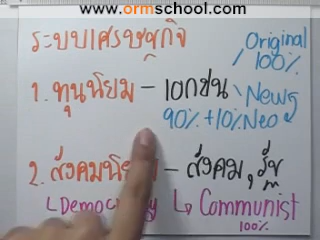 www.ormschool.com
ระบบเศรษฐกิจ
Original 100%
1. ทุนนิยม - เอกชน
News
90% + 10% Neo
2. สังคมนิยม - สังคม, รัฐ
Democracy Communist
100%